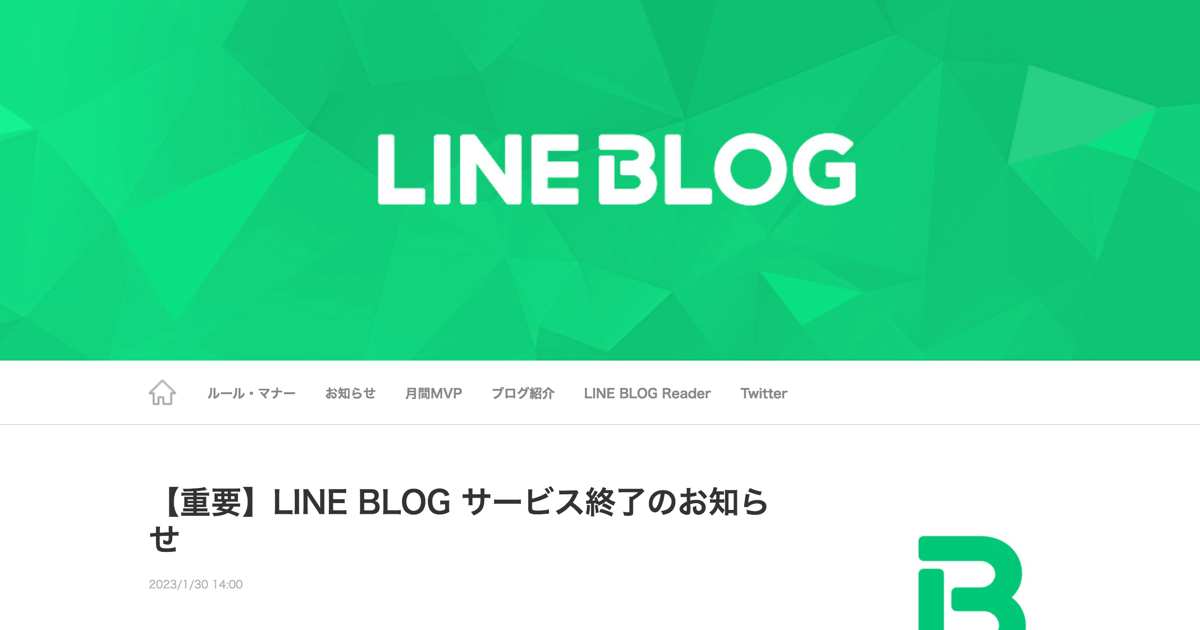 LINE BLOG
ルール・マナー お知らせ 月間MVP ブログ紹介 LINE BLOG Reader Twitter
【重要】LINE BLOG サービス終了のお知ら
せ
2023/1/30 14:00
B